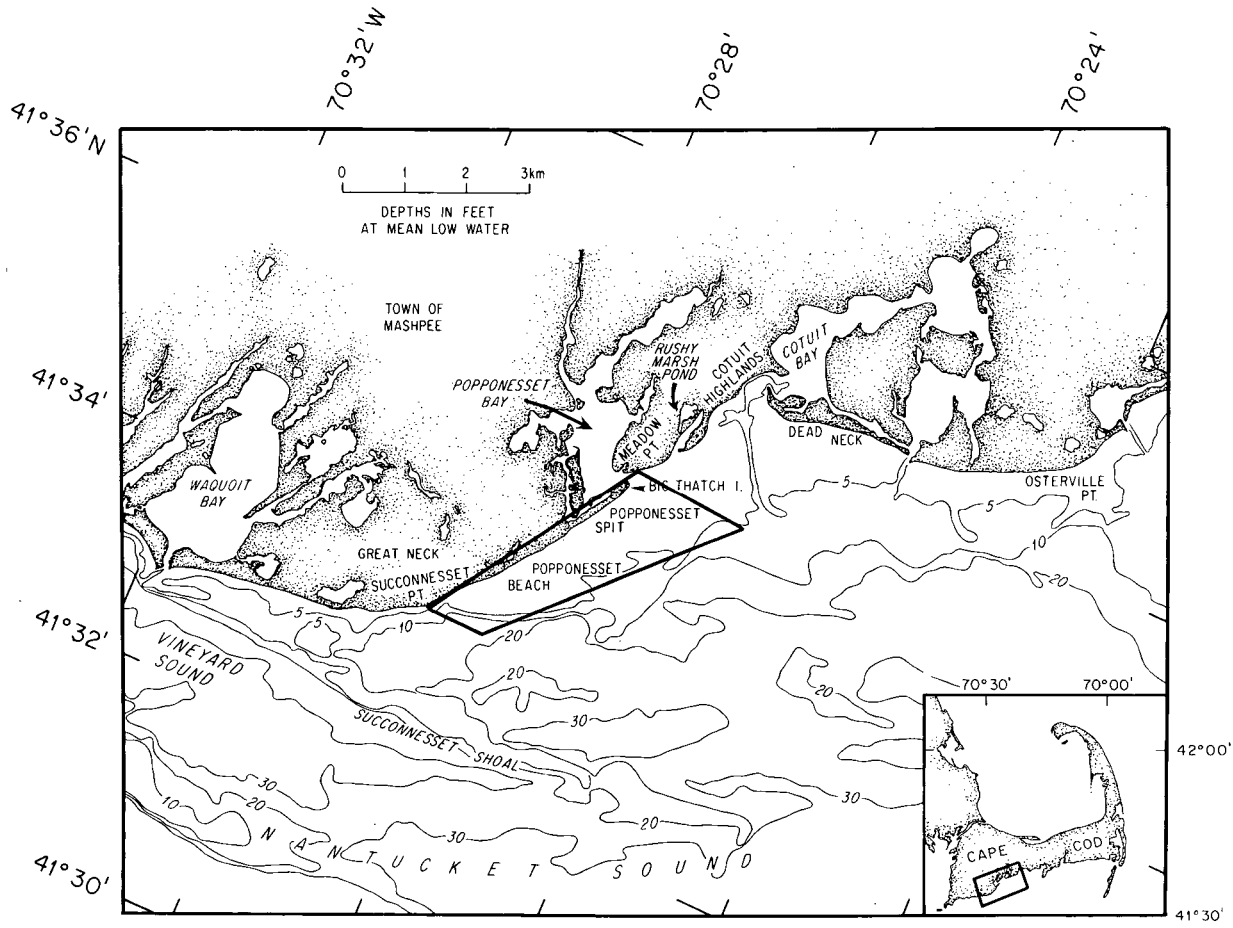 70°32'W
70°28'
70°24'
41°36'N
0 1 2 3km
DEPTHS IN FEET
AT MEAN LOW WATER
TOWN OF
MASHPEE
41°34'
POPPONESSET
BAY
RUSHY
MARSH
POND
COTUIT
HIGHLANDS
COTUIT
BAY
MEADOW
PT.
DEAD NECK
WAQUOIT
BAY
BIG THATCH I.
OSTERVILLE
PT.
POPPONESSET
SPIT
5
10
20
GREAT NECK
SUCCONNESSET
PT.
POPPONESSET
BEACH
41°32'
5
5
10
20
VINEYARD
SOUND
20
20
30
SUCCONNESSET SHOAL
30
20
10
30
30
20
NANTUCKET SOUND
41°30'
70°30'
70°00'
42°00'
CAPE
COD
41°30'